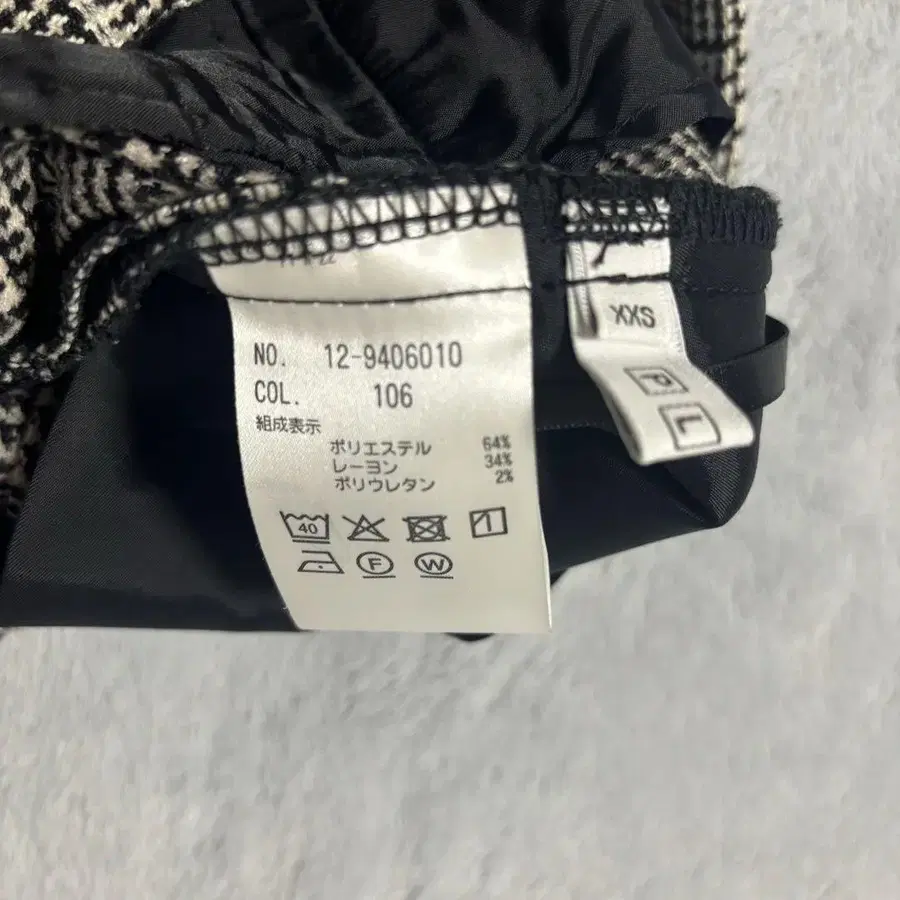 NO. 12-9406010
COL. 106
組成表示
ポリエステル 64%
レーヨン 34%
ポリウレタン 2%
40
F W
XXS
P
L